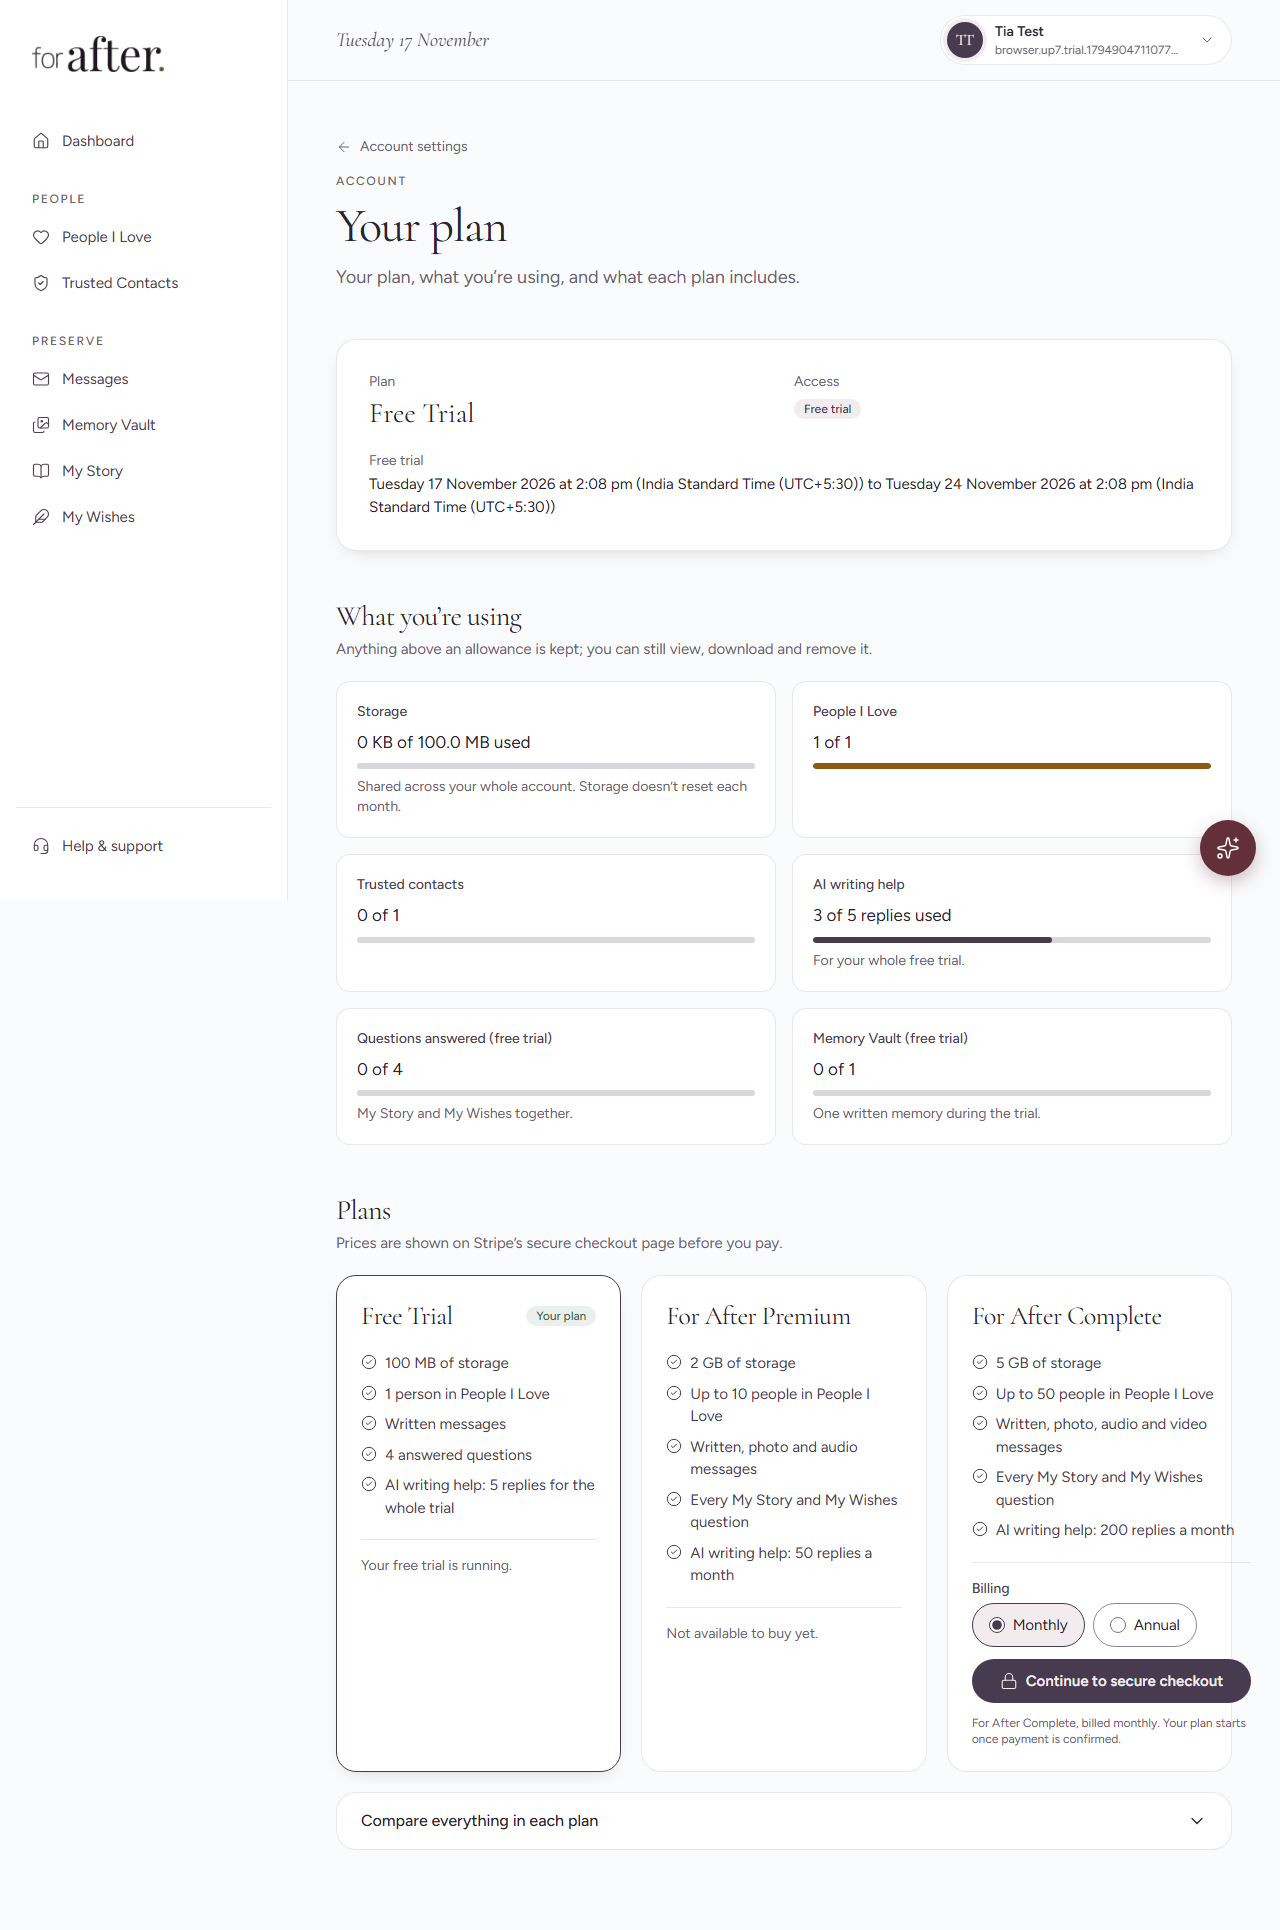 for after.
Tuesday 17 November
TT
Tia Test
browser.up7.trial.1794904711077...
Dashboard
PEOPLE
People I Love
Trusted Contacts
PRESERVE
Messages
Memory Vault
My Story
My Wishes
Help & support
Account settings
ACCOUNT
Your plan
Your plan, what you’re using, and what each plan includes.
Plan
Free Trial
Access
Free trial
Free trial
Tuesday 17 November 2026 at 2:08 pm (India Standard Time (UTC+5:30)) to Tuesday 24 November 2026 at 2:08 pm (India
Standard Time (UTC+5:30))
What you’re using
Anything above an allowance is kept; you can still view, download and remove it.
Storage
0 KB of 100.0 MB used
Shared across your whole account. Storage doesn’t reset each
month.
People I Love
1 of 1
Trusted contacts
0 of 1
AI writing help
3 of 5 replies used
For your whole free trial.
Questions answered (free trial)
0 of 4
My Story and My Wishes together.
Memory Vault (free trial)
0 of 1
One written memory during the trial.
Plans
Prices are shown on Stripe’s secure checkout page before you pay.
Free Trial
Your plan
100 MB of storage
1 person in People I Love
Written messages
4 answered questions
AI writing help: 5 replies for the
whole trial
Your free trial is running.
For After Premium
2 GB of storage
Up to 10 people in People I
Love
Written, photo and audio
messages
Every My Story and My Wishes
question
AI writing help: 50 replies a
month
Not available to buy yet.
For After Complete
5 GB of storage
Up to 50 people in People I Love
Written, photo, audio and video
messages
Every My Story and My Wishes
question
AI writing help: 200 replies a month
Billing
Monthly
Annual
Continue to secure checkout
For After Complete, billed monthly. Your plan starts
once payment is confirmed.
Compare everything in each plan